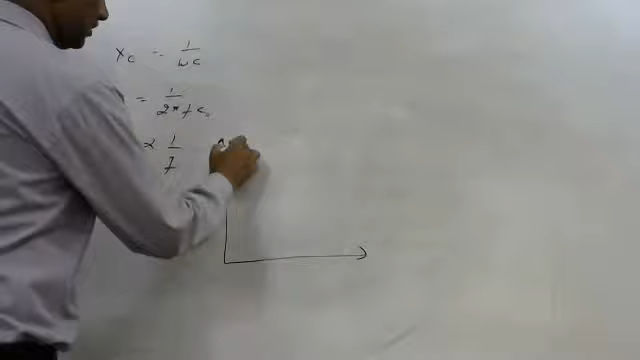 Xc = 1/ωc
= 1/2πfc
∝ 1/f